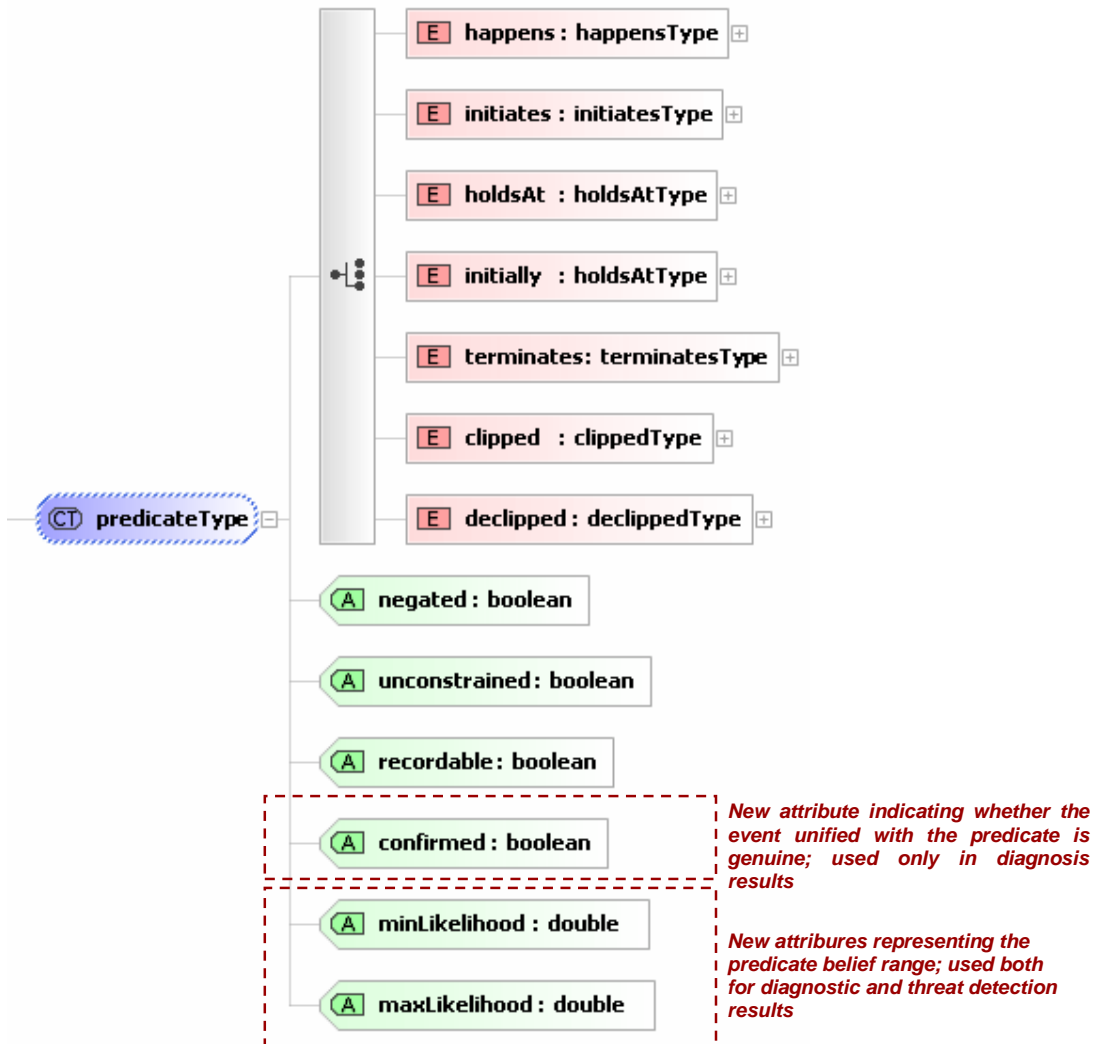 E happens : happensType
E initiates : initiatesType
E holdsAt : holdsAtType
E initially : holdsAtType
E terminates: terminatesType
E clipped : clippedType
CT predicateType
E declipped : declippedType
A negated : boolean
A unconstrained : boolean
A recordable : boolean
A confirmed : boolean
New attribute indicating whether the
event unified with the predicate is
genuine; used only in diagnosis
results
A minLikelihood : double
A maxLikelihood : double
New attribures representing the
predicate belief range; used both
for diagnostic and threat detection
results